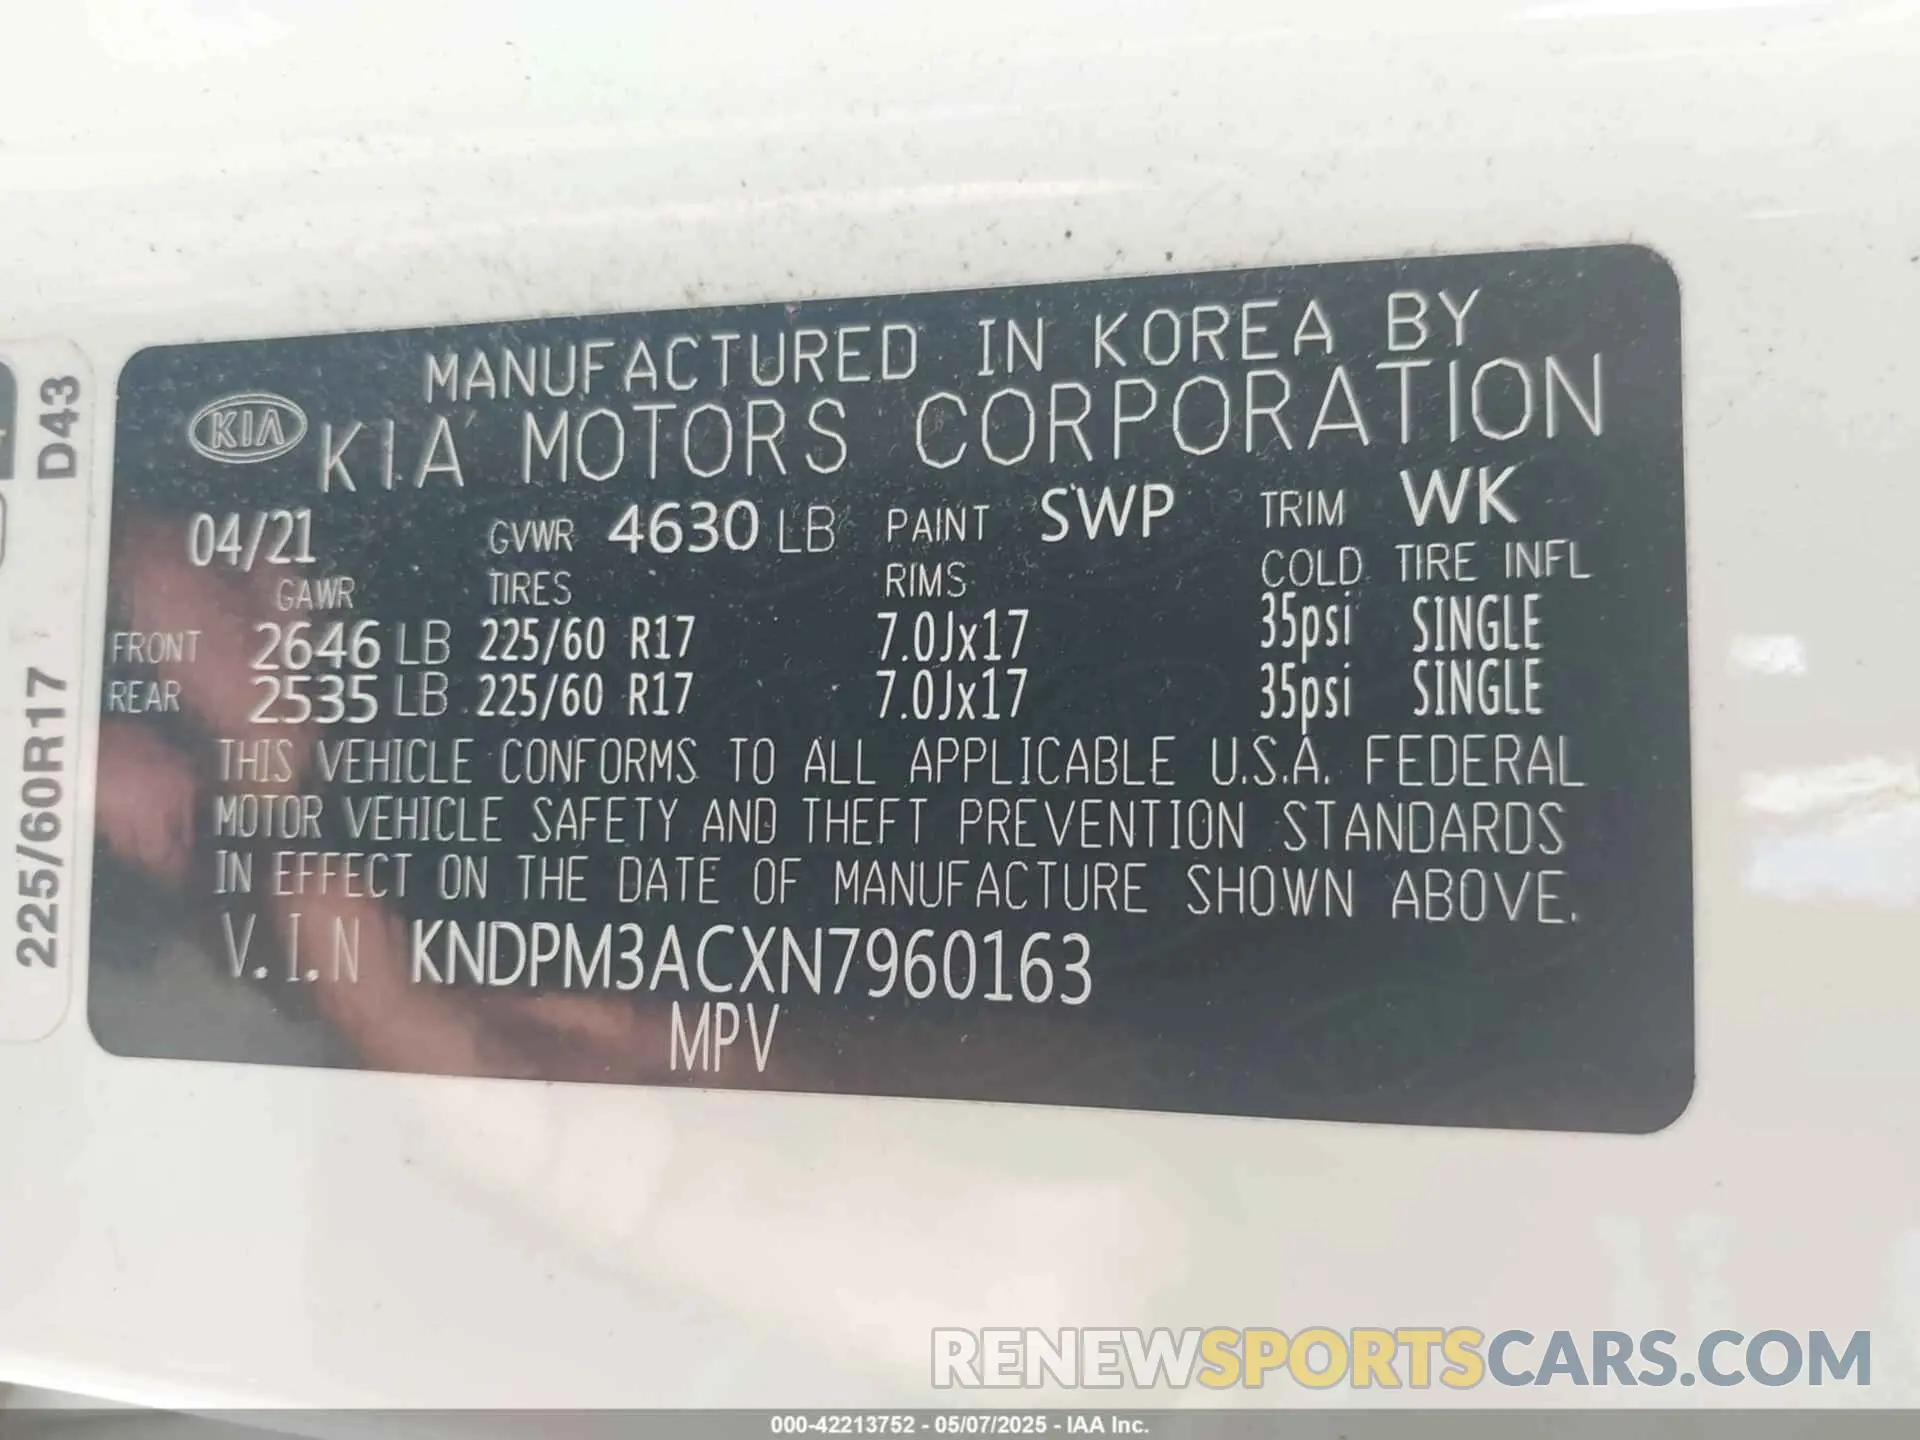 MANUFACTURED IN KOREA BY
KIA KIA MOTORS CORPORATION
04/21 GVWR 4630 LB PAINT SWP TRIM WK
GAWR TIRES RIMS COLD TIRE INFL
FRONT 2646 LB 225/60 R17 7.0Jx17 35psi SINGLE
REAR 2535 LB 225/60 R17 7.0Jx17 35psi SINGLE
THIS VEHICLE CONFORMS TO ALL APPLICABLE U.S.A. FEDERAL
MOTOR VEHICLE SAFETY AND THEFT PREVENTION STANDARDS
IN EFFECT ON THE DATE OF MANUFACTURE SHOWN ABOVE.
V.I.N KNDPM3ACXN7960163
MPV
225/60R17 D43
RENEWSPORTSCARS.COM
000-42213752 - 05/07/2025 - IAA Inc.